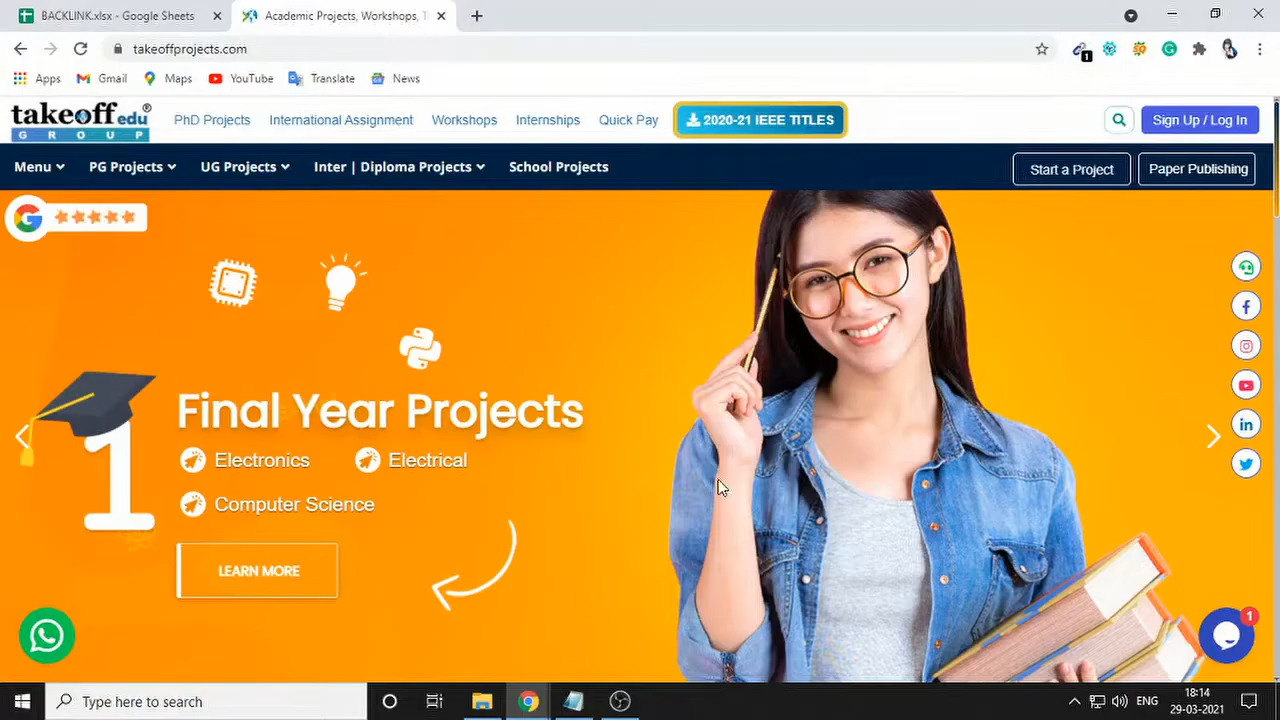 BACKLINK.xlsx - Google Sheets
Academic Projects, Workshops, T
takeoffprojects.com
1
Apps
Gmail
Maps
YouTube
Translate
News
takeoff edu®
GROUP
PhD Projects
International Assignment
Workshops
Internships
Quick Pay
2020-21 IEEE TITLES
Sign Up / Log In
Menu
PG Projects
UG Projects
Inter | Diploma Projects
School Projects
Start a Project
Paper Publishing
Final Year Projects
1
Electronics
Electrical
Computer Science
LEARN MORE
1
Type here to search
ENG
18:14
29-03-2021